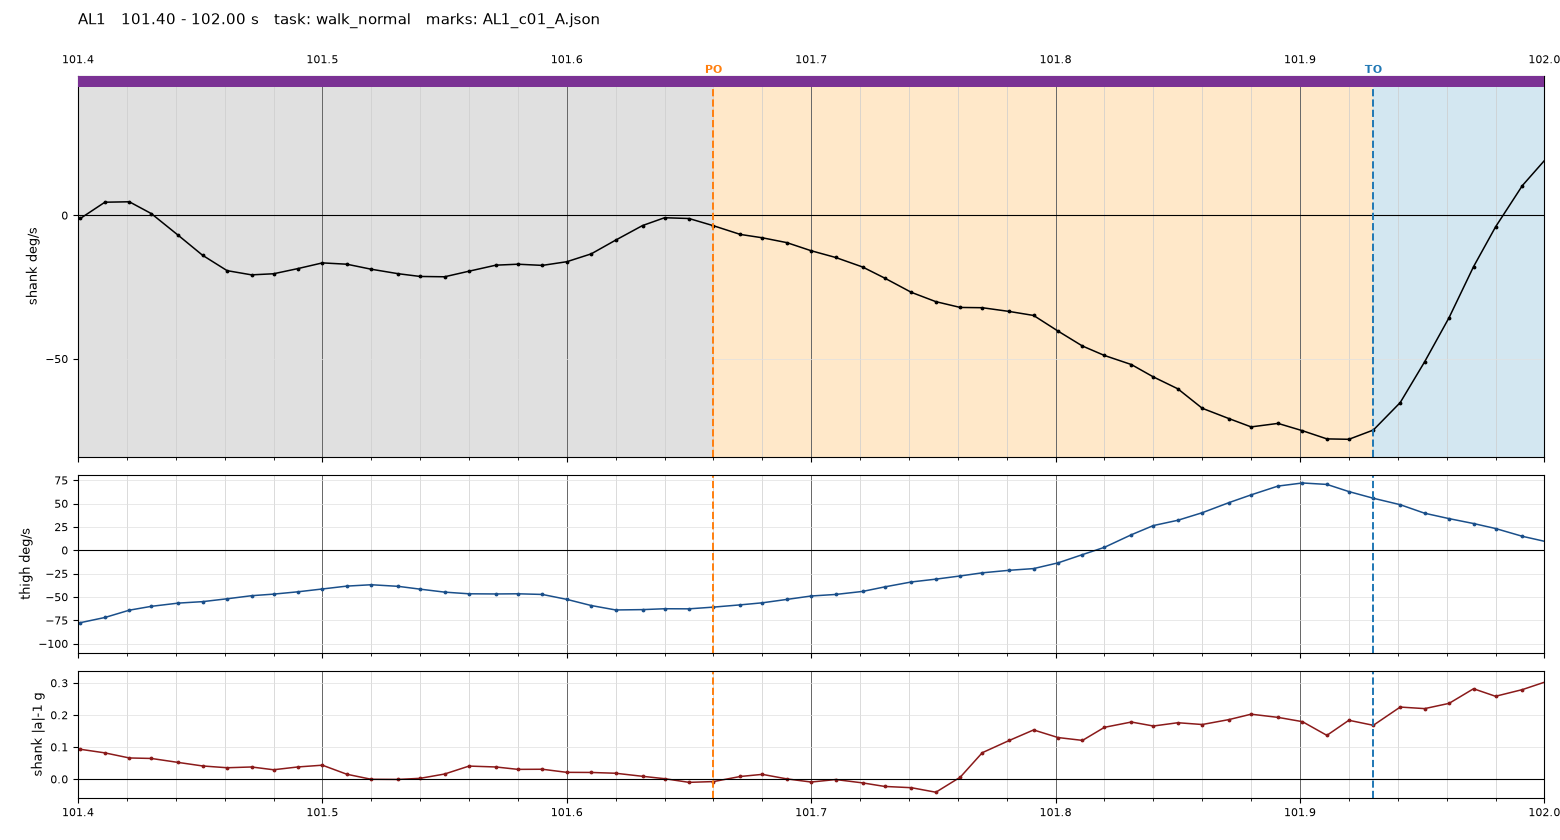 AL1   101.40 - 102.00 s   task: walk_normal   marks: AL1_c01_A.json
101.4 101.5 101.6 101.7 101.8 101.9 102.0
PO TO
shank deg/s
0
−50
thigh deg/s
75
50
25
0
−25
−50
−75
−100
shank |a|-1 g
0.3
0.2
0.1
0.0
101.4 101.5 101.6 101.7 101.8 101.9 102.0